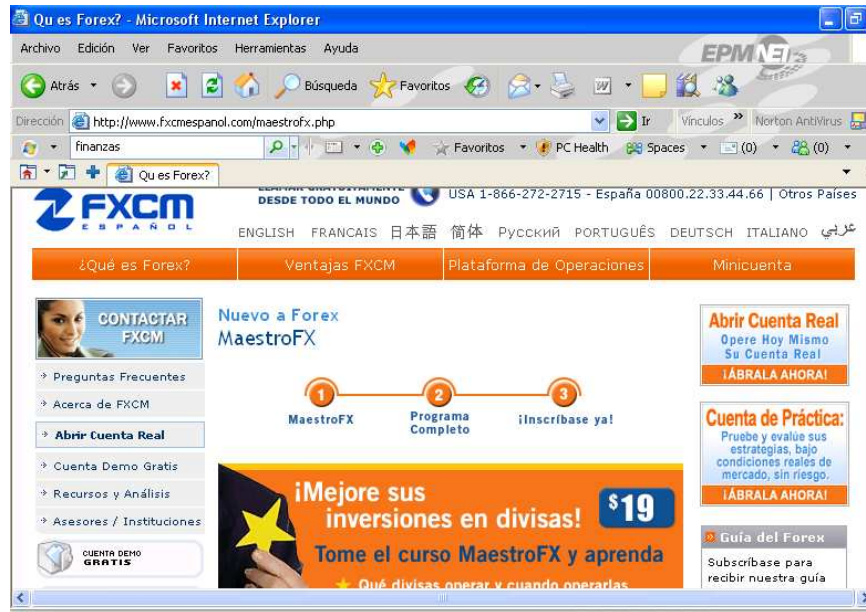 Qu es Forex? - Microsoft Internet Explorer
Archivo Edición Ver Favoritos Herramientas Ayuda
EPMNET
Atrás Búsqueda Favoritos
Dirección http://www.fxcmespanol.com/maestrofx.php Ir Vínculos » Norton AntiVirus
finanzas Favoritos PC Health Spaces (0) (0)
Qu es Forex?
LLAMAR GRATUITAMENTE
DESDE TODO EL MUNDO USA 1-866-272-2715 - España 00800.22.33.44.66 | Otros Países
FXCM
ESPAÑOL
ENGLISH FRANCAIS 日本語 简体 Русский PORTUGUÊS DEUTSCH ITALIANO عربي
¿Qué es Forex? Ventajas FXCM Plataforma de Operaciones Minicuenta
CONTACTAR
FXCM
Preguntas Frecuentes
Acerca de FXCM
Abrir Cuenta Real
Cuenta Demo Gratis
Recursos y Análisis
Asesores / Instituciones
CUENTA DEMO
GRATIS
Nuevo a Forex
MaestroFX
1 2 3
MaestroFX Programa Completo ¡Inscríbase ya!
¡Mejore sus
inversiones en divisas! $19
Tome el curso MaestroFX y aprenda
Qué divisas operar y cuando operarlas
Abrir Cuenta Real
Opere Hoy Mismo
Su Cuenta Real
¡ÁBRALA AHORA!
Cuenta de Práctica:
Pruebe y evalúe sus
estrategias, bajo
condiciones reales de
mercado, sin riesgo.
¡ÁBRALA AHORA!
Guía del Forex
Subscríbase para
recibir nuestra guía